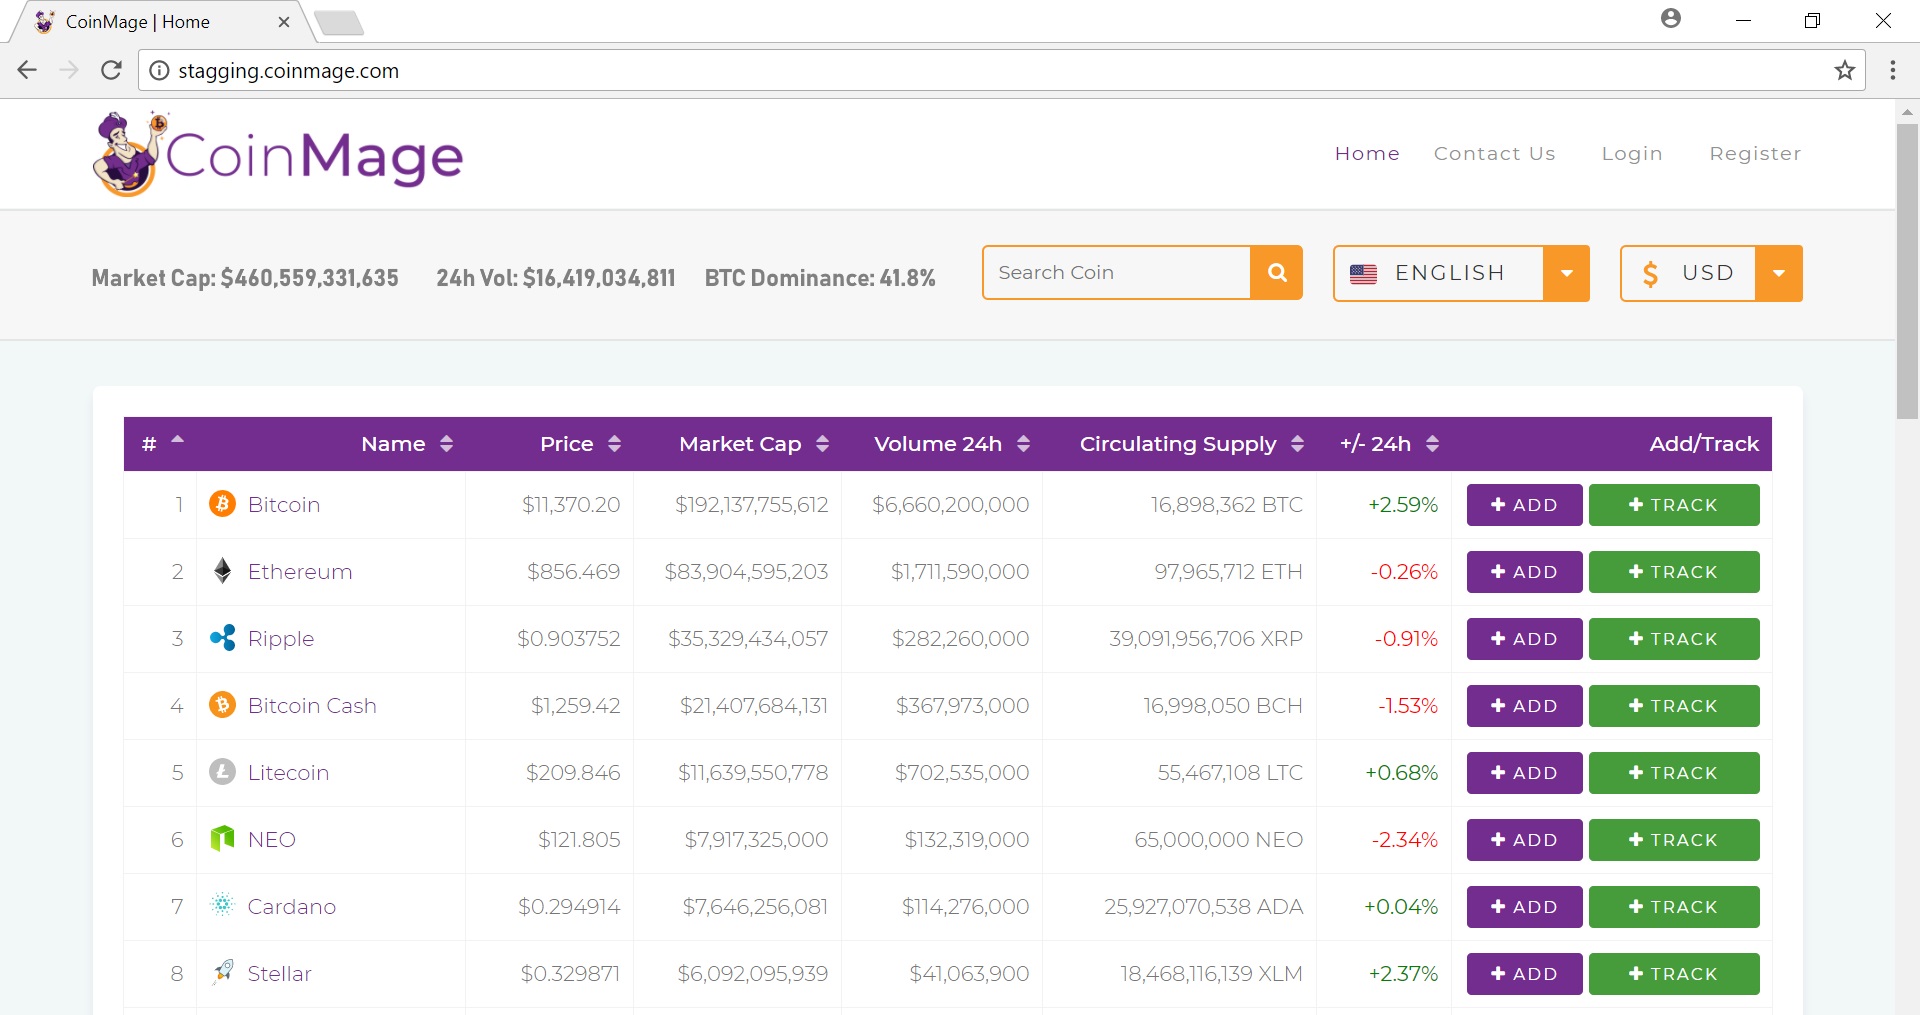 CoinMage | Home
stagging.coinmage.com
CoinMage
Home Contact Us Login Register
Market Cap: $460,559,331,635 24h Vol: $16,419,034,811 BTC Dominance: 41.8% Search Coin ENGLISH $ USD
# Name Price Market Cap Volume 24h Circulating Supply +/- 24h Add/Track
1 Bitcoin $11,370.20 $192,137,755,612 $6,660,200,000 16,898,362 BTC +2.59% + ADD + TRACK
2 Ethereum $856.469 $83,904,595,203 $1,711,590,000 97,965,712 ETH -0.26% + ADD + TRACK
3 Ripple $0.903752 $35,329,434,057 $282,260,000 39,091,956,706 XRP -0.91% + ADD + TRACK
4 Bitcoin Cash $1,259.42 $21,407,684,131 $367,973,000 16,998,050 BCH -1.53% + ADD + TRACK
5 Litecoin $209.846 $11,639,550,778 $702,535,000 55,467,108 LTC +0.68% + ADD + TRACK
6 NEO $121.805 $7,917,325,000 $132,319,000 65,000,000 NEO -2.34% + ADD + TRACK
7 Cardano $0.294914 $7,646,256,081 $114,276,000 25,927,070,538 ADA +0.04% + ADD + TRACK
8 Stellar $0.329871 $6,092,095,939 $41,063,900 18,468,116,139 XLM +2.37% + ADD + TRACK